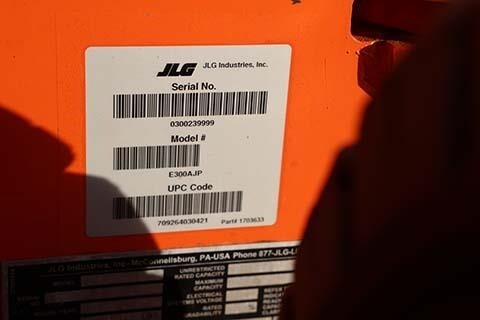 JLG JLG Industries, Inc.
Serial No.
0300239999
Model #
E300AJP
UPC Code
709264030421 Part# 1703633
JLG Industries, Inc. McConnellsburg, PA-USA Phone 877-JLG-
UNRESTRICTED
RATED CAPACITY
MAXIMUM
CAPACITY
ELECTRICAL
SYSTEMS VOLTAGE
RATED